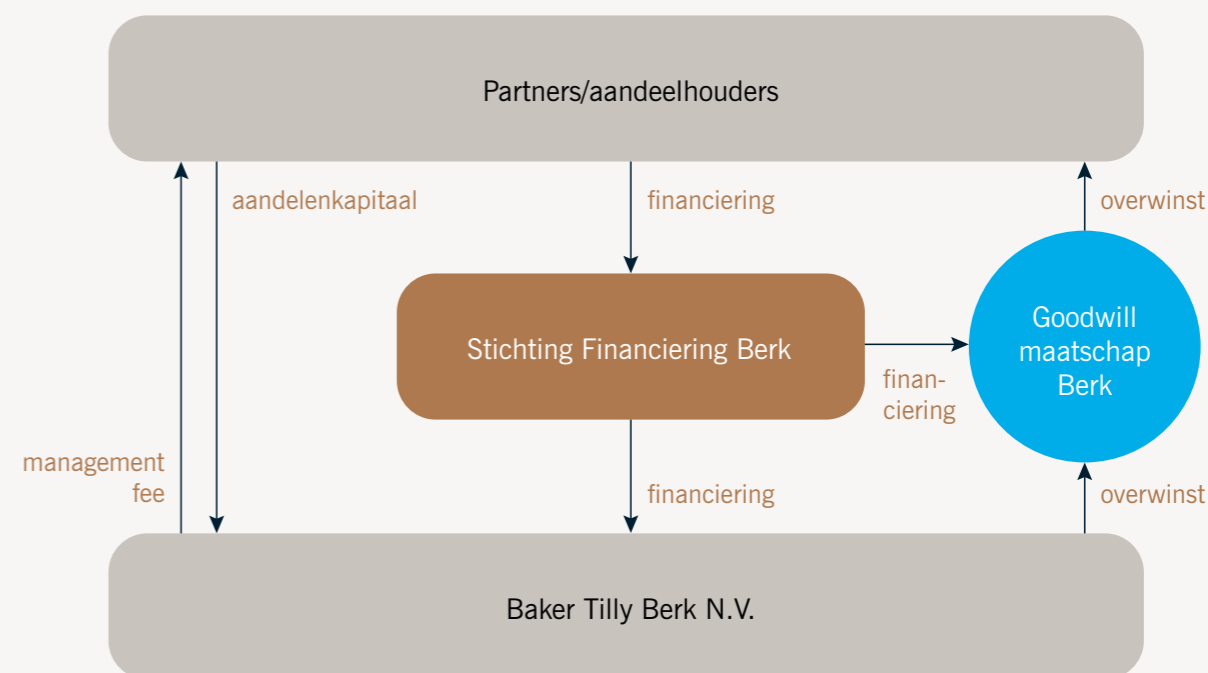 Partners/aandeelhouders
aandelenkapitaal
financiering
overwinst
Goodwill
maatschap
Berk
Stichting Financiering Berk
finan-
ciering
management
fee
financiering
overwinst
Baker Tilly Berk N.V.